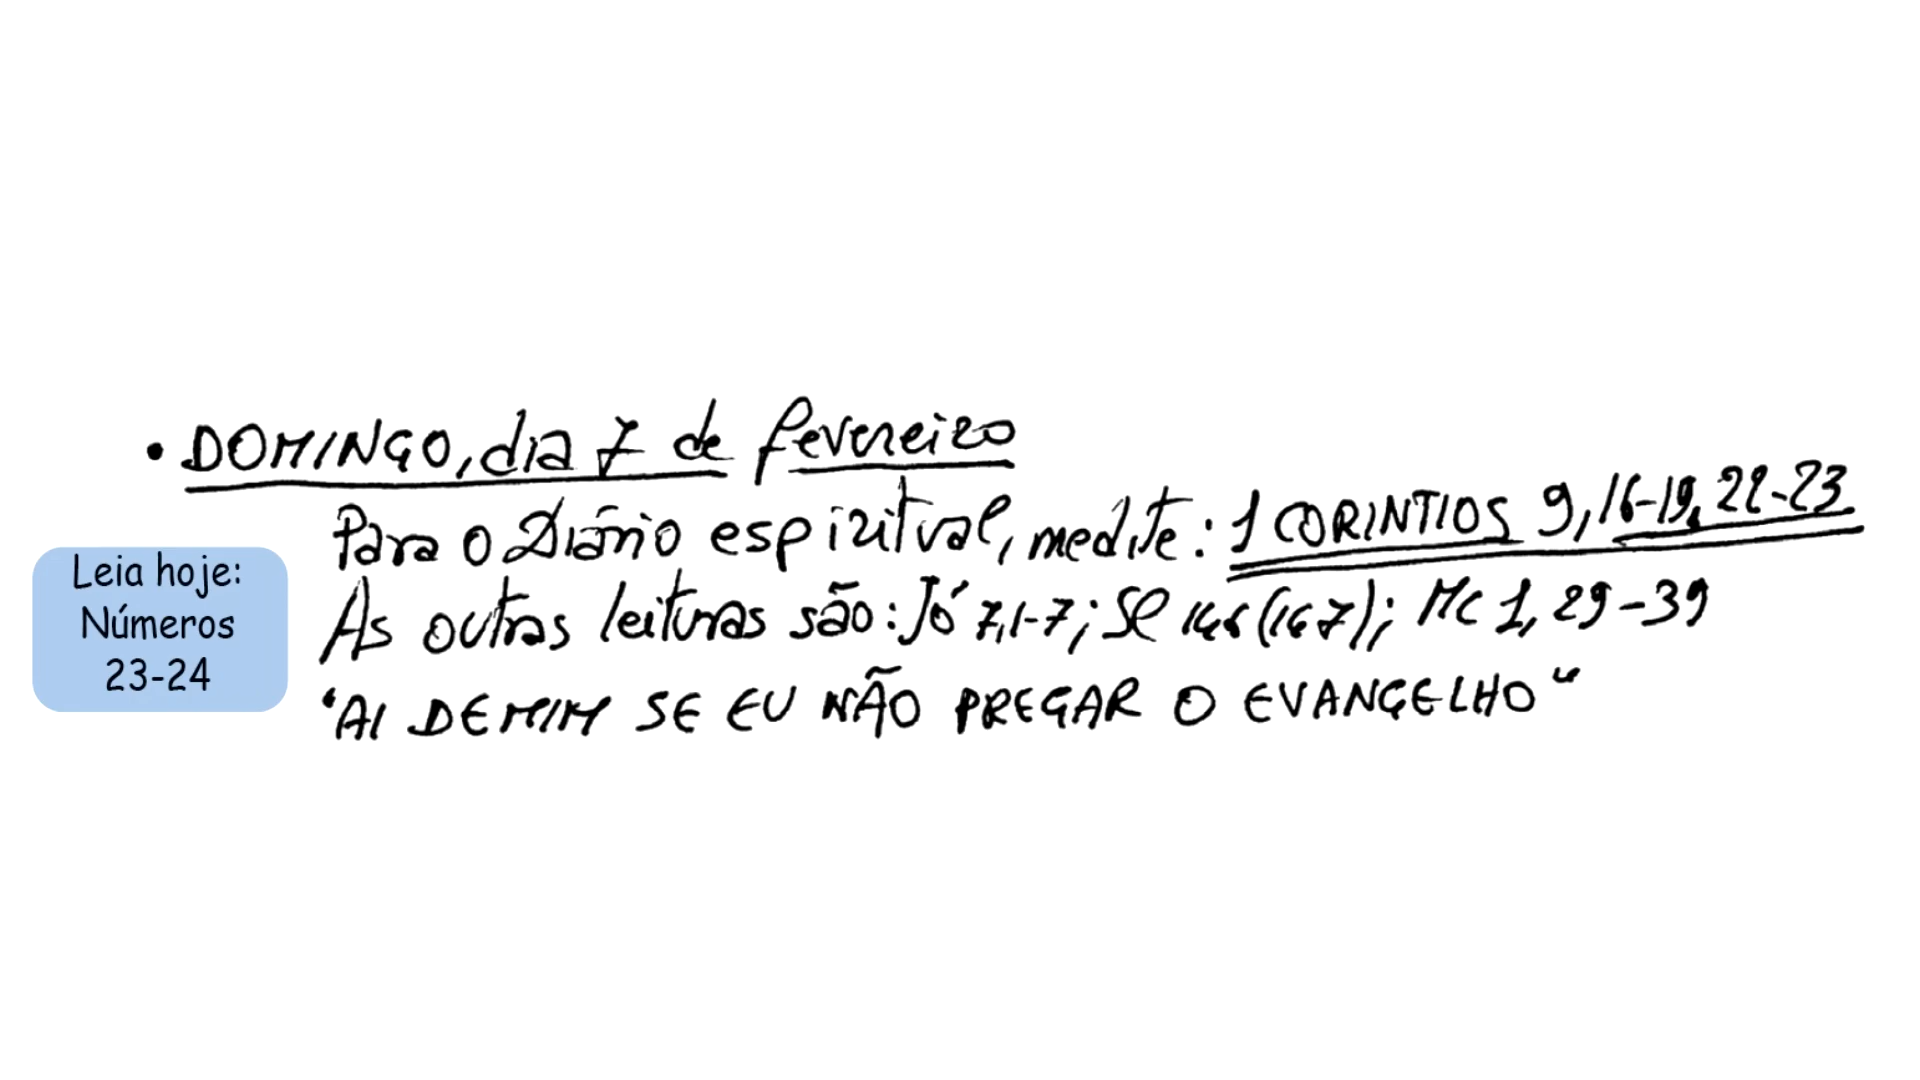 • DOMINGO, dia 7 de fevereiro
Para o Diário espiritual, medite: 1 CORINTIOS 9, 16-19, 22-23
As outras leituras são: Jó 7,1-7; Sl 146 (147); Mc 1, 29-39
"AI DE MIM SE EU NÃO PREGAR O EVANGELHO"
Leia hoje:
Números
23-24